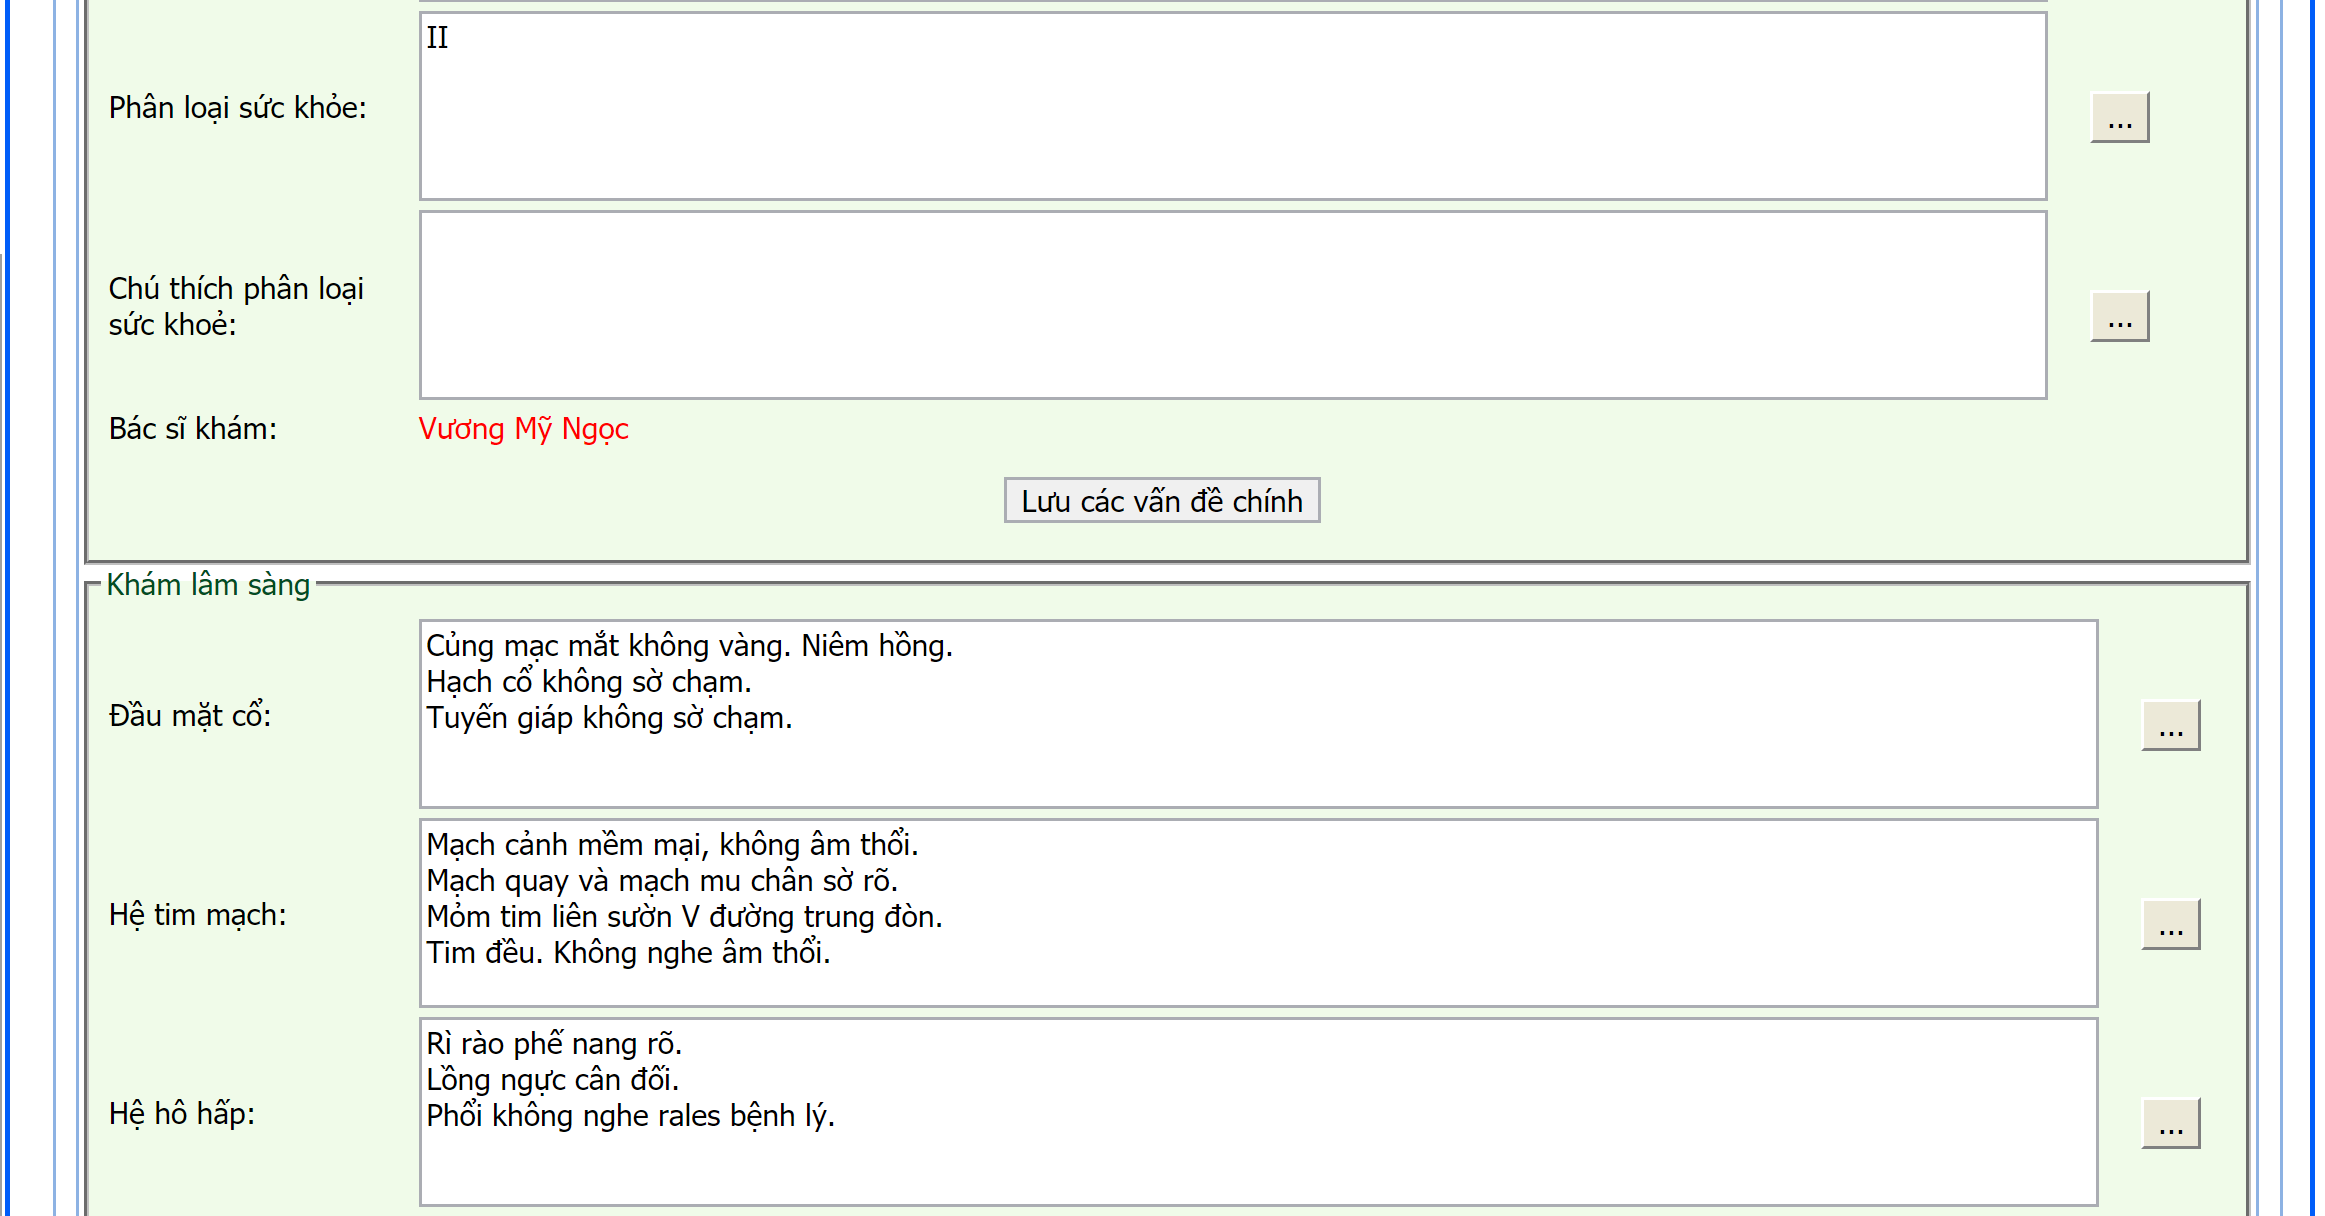 Phân loại sức khỏe:
II
...
Chú thích phân loại
sức khoẻ:
...
Bác sĩ khám:
Vương Mỹ Ngọc
Lưu các vấn đề chính
Khám lâm sàng
Đầu mặt cổ:
Củng mạc mắt không vàng. Niêm hồng.
Hạch cổ không sờ chạm.
Tuyến giáp không sờ chạm.
...
Hệ tim mạch:
Mạch cảnh mềm mại, không âm thổi.
Mạch quay và mạch mu chân sờ rõ.
Mỏm tim liên sườn V đường trung đòn.
Tim đều. Không nghe âm thổi.
...
Hệ hô hấp:
Rì rào phế nang rõ.
Lồng ngực cân đối.
Phổi không nghe rales bệnh lý.
...